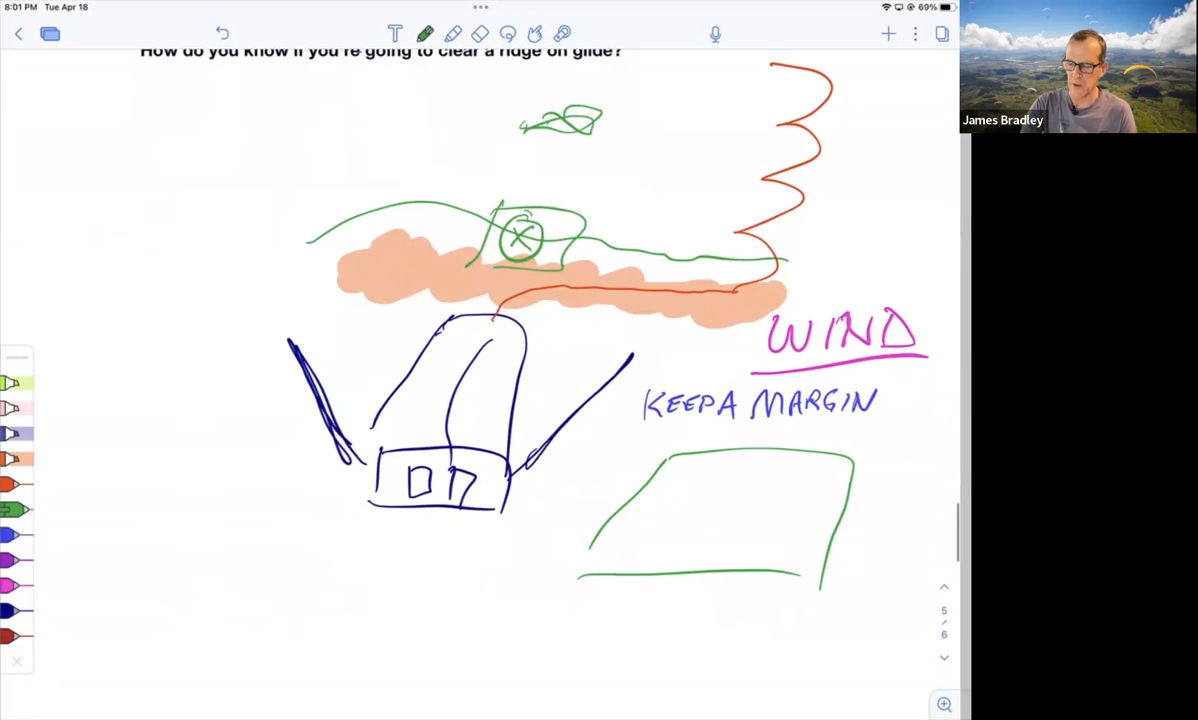 8:01 PM Tue Apr 18
69%
How do you know if you're going to clear a ridge on glide?
James Bradley
WIND
KEEP A MARGIN
5
/
6